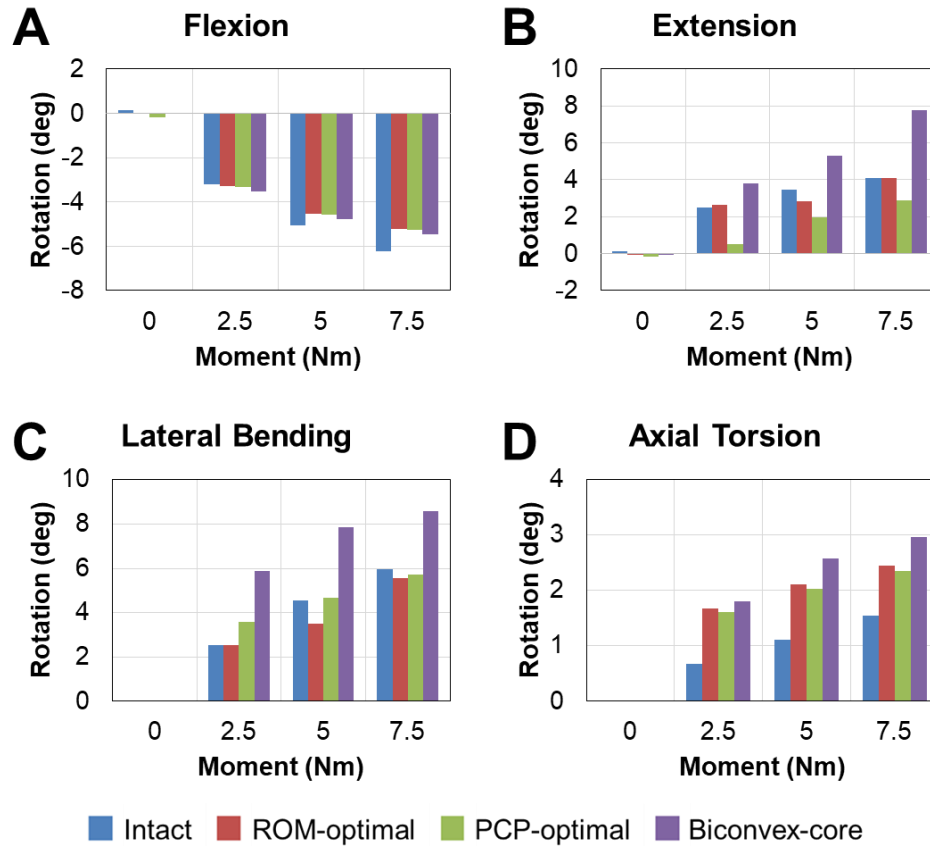 A Flexion
Rotation (deg)
2
0
-2
-4
-6
-8
0 2.5 5 7.5
Moment (Nm)
B Extension
Rotation (deg)
10
8
6
4
2
0
-2
0 2.5 5 7.5
Moment (Nm)
C Lateral Bending
Rotation (deg)
10
8
6
4
2
0
0 2.5 5 7.5
Moment (Nm)
D Axial Torsion
Rotation (deg)
4
3
2
1
0
0 2.5 5 7.5
Moment (Nm)
Intact ROM-optimal PCP-optimal Biconvex-core